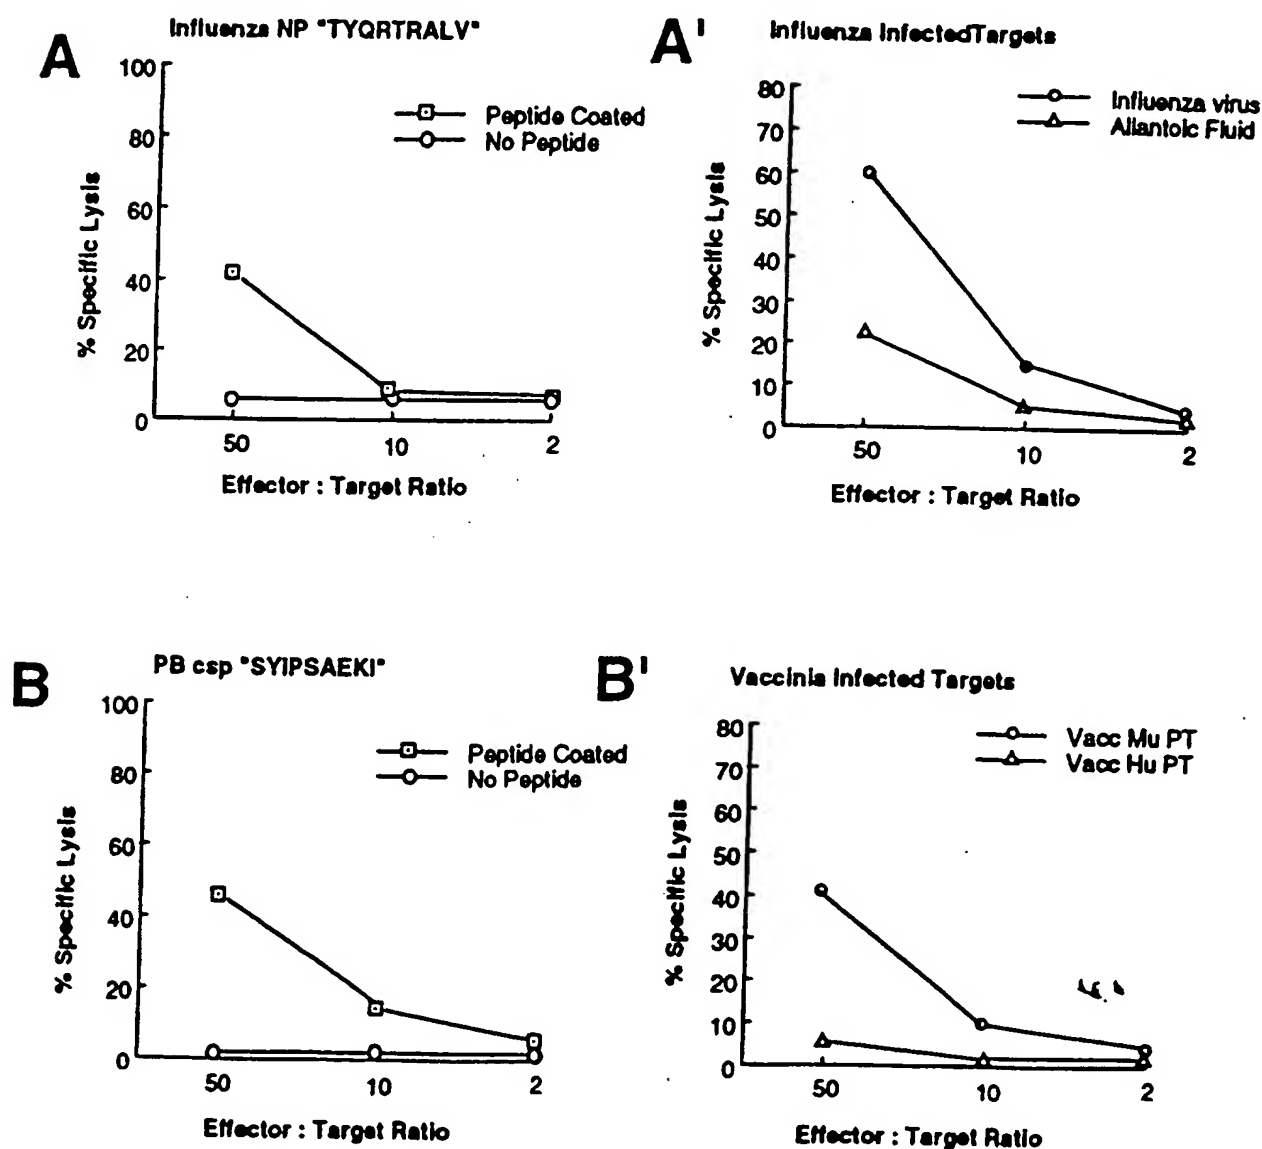 A
Influenza NP "TYQRTRALV"
100
80
60
40
20
0
% Specific Lysis
Peptide Coated
No Peptide
50 10 2
Effector : Target Ratio
A'
Influenza InfectedTargets
80
70
60
50
40
30
20
10
0
% Specific Lysis
Influenza virus
Allantoic Fluid
50 10 2
Effector : Target Ratio
B
PB csp "SYIPSAEKI"
100
80
60
40
20
0
% Specific Lysis
Peptide Coated
No Peptide
50 10 2
Effector : Target Ratio
B'
Vaccinia Infected Targets
80
70
60
50
40
30
20
10
0
% Specific Lysis
Vacc Mu PT
Vacc Hu PT
50 10 2
Effector : Target Ratio